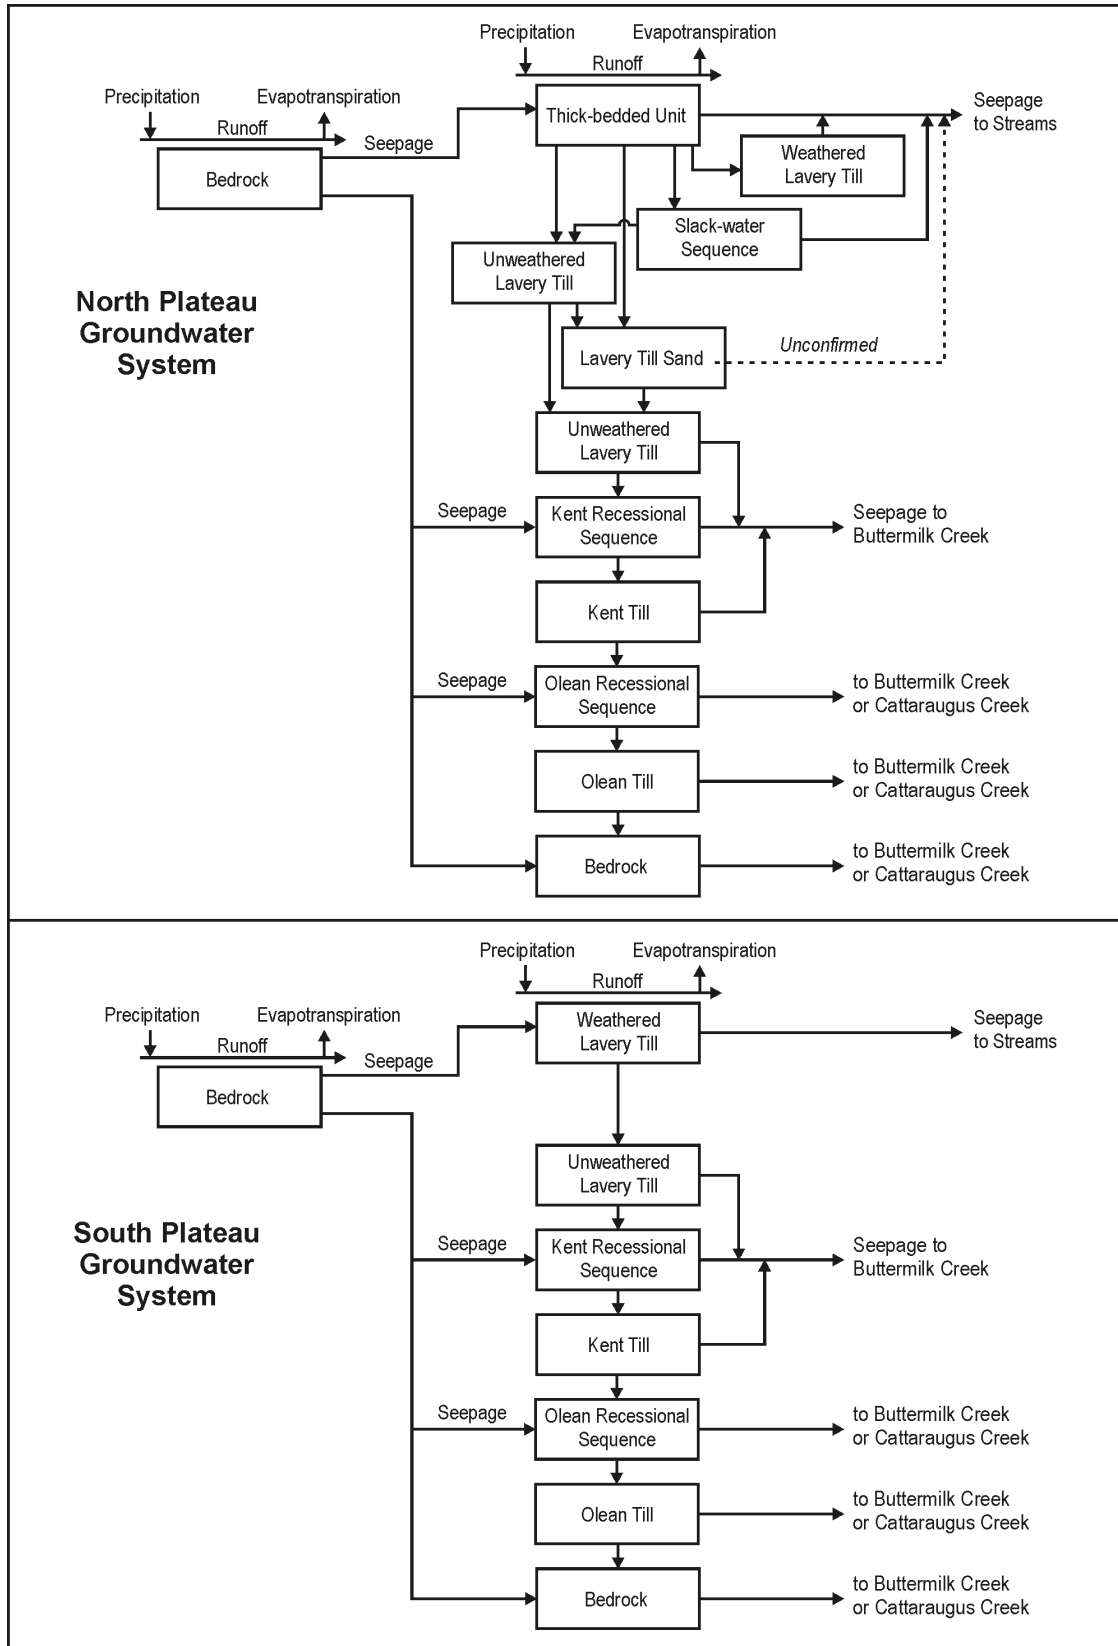 Precipitation
Evapotranspiration
Runoff
Precipitation
Evapotranspiration
Runoff
Seepage
Bedrock
Thick-bedded Unit
Seepage
to Streams
Weathered
Lavery Till
Slack-water
Sequence
Unweathered
Lavery Till
North Plateau
Groundwater
System
Lavery Till Sand
Unconfirmed
Unweathered
Lavery Till
Seepage
Kent Recessional
Sequence
Seepage to
Buttermilk Creek
Kent Till
Seepage
Olean Recessional
Sequence
to Buttermilk Creek
or Cattaraugus Creek
Olean Till
to Buttermilk Creek
or Cattaraugus Creek
Bedrock
to Buttermilk Creek
or Cattaraugus Creek
Precipitation
Evapotranspiration
Runoff
Precipitation
Evapotranspiration
Runoff
Seepage
Bedrock
Weathered
Lavery Till
Seepage
to Streams
Unweathered
Lavery Till
South Plateau
Groundwater
System
Seepage
Kent Recessional
Sequence
Seepage to
Buttermilk Creek
Kent Till
Seepage
Olean Recessional
Sequence
to Buttermilk Creek
or Cattaraugus Creek
Olean Till
to Buttermilk Creek
or Cattaraugus Creek
Bedrock
to Buttermilk Creek
or Cattaraugus Creek